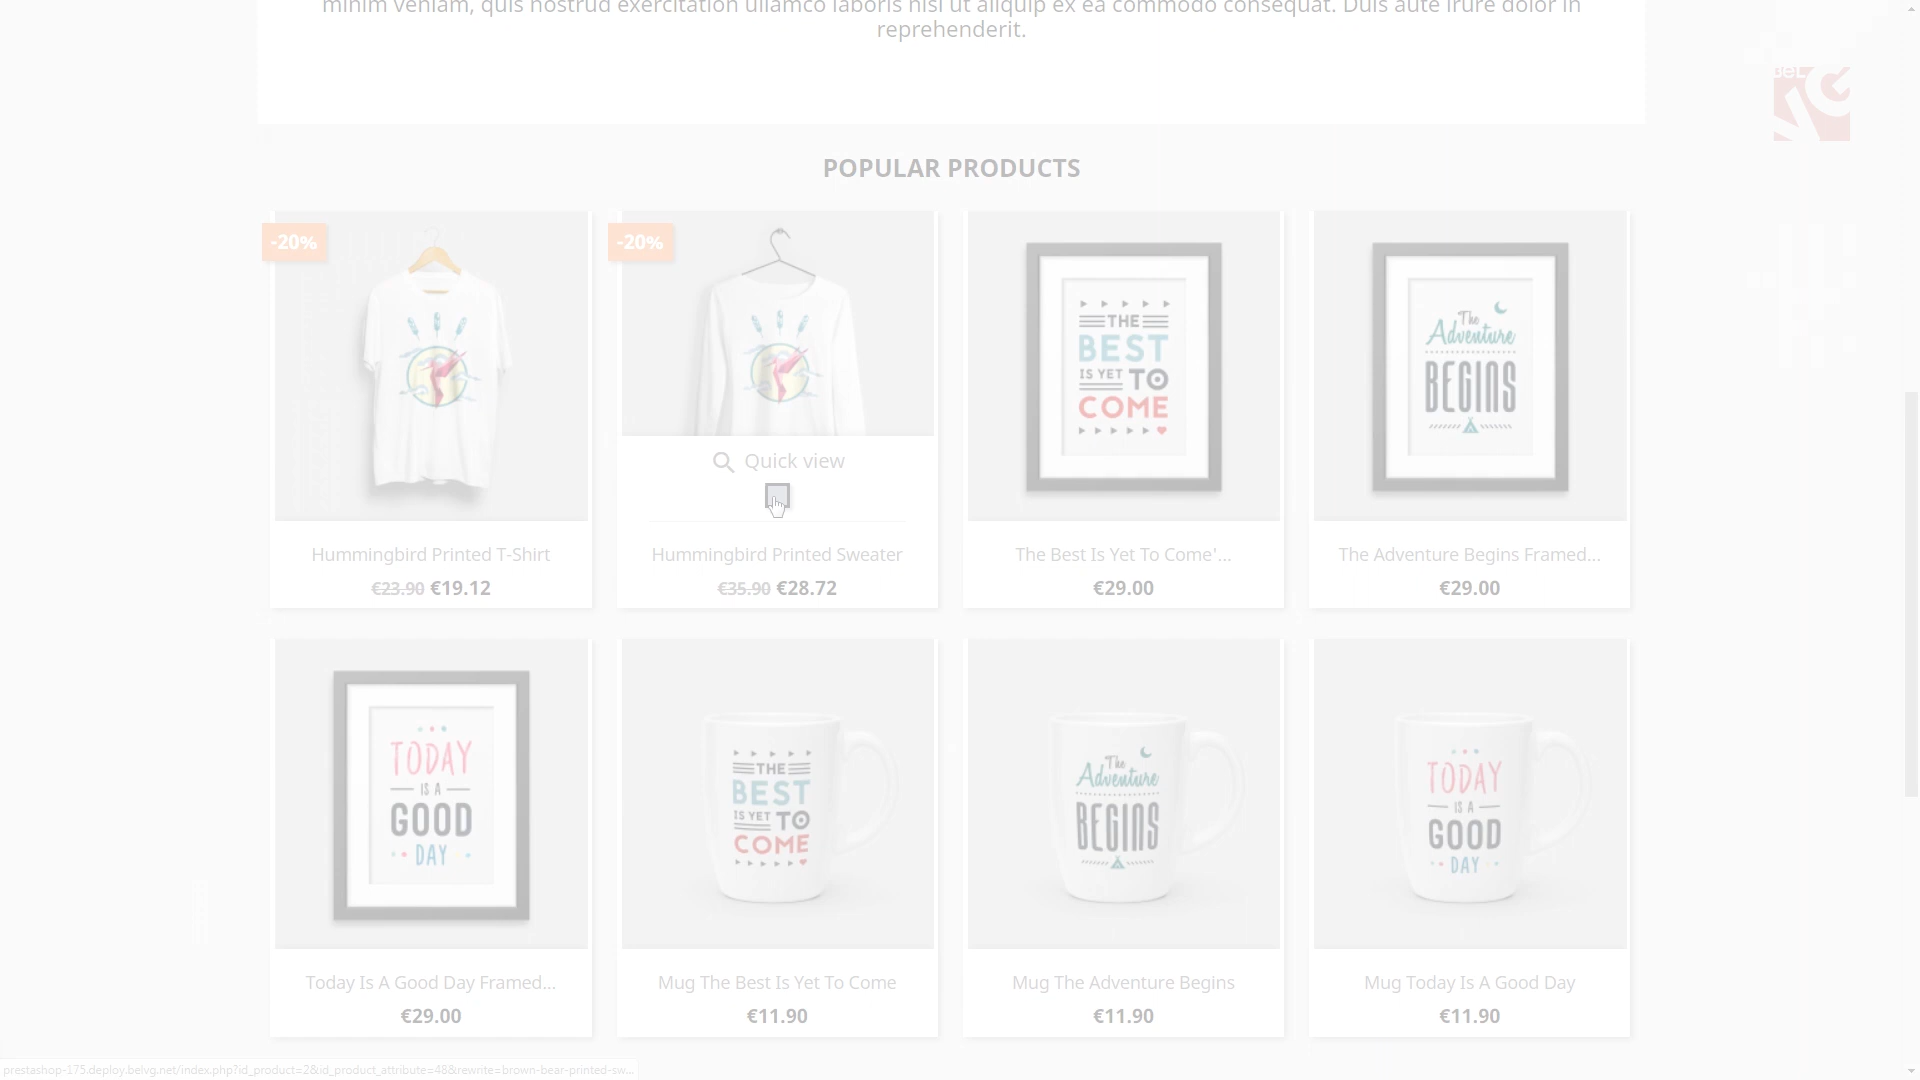 minim veniam, quis nostrud exercitation ullamco laboris nisi ut aliquip ex ea commodo consequat. Duis aute irure dolor in
reprehenderit.
BelVG
POPULAR PRODUCTS
-20%
-20%
THE
BEST
IS YET TO
COME
The
Adventure
BEGINS
Quick view
Hummingbird Printed T-Shirt
€23.90 €19.12
Hummingbird Printed Sweater
€35.90 €28.72
The Best Is Yet To Come'...
€29.00
The Adventure Begins Framed...
€29.00
TODAY
IS A
GOOD
DAY
THE
BEST
IS YET TO
COME
The
Adventure
BEGINS
TODAY
IS A
GOOD
DAY
Today Is A Good Day Framed...
€29.00
Mug The Best Is Yet To Come
€11.90
Mug The Adventure Begins
€11.90
Mug Today Is A Good Day
€11.90
prestashop-175.deploy.belvg.net/index.php?id_product=2&id_product_attribute=48&rewrite=brown-bear-printed-sw...